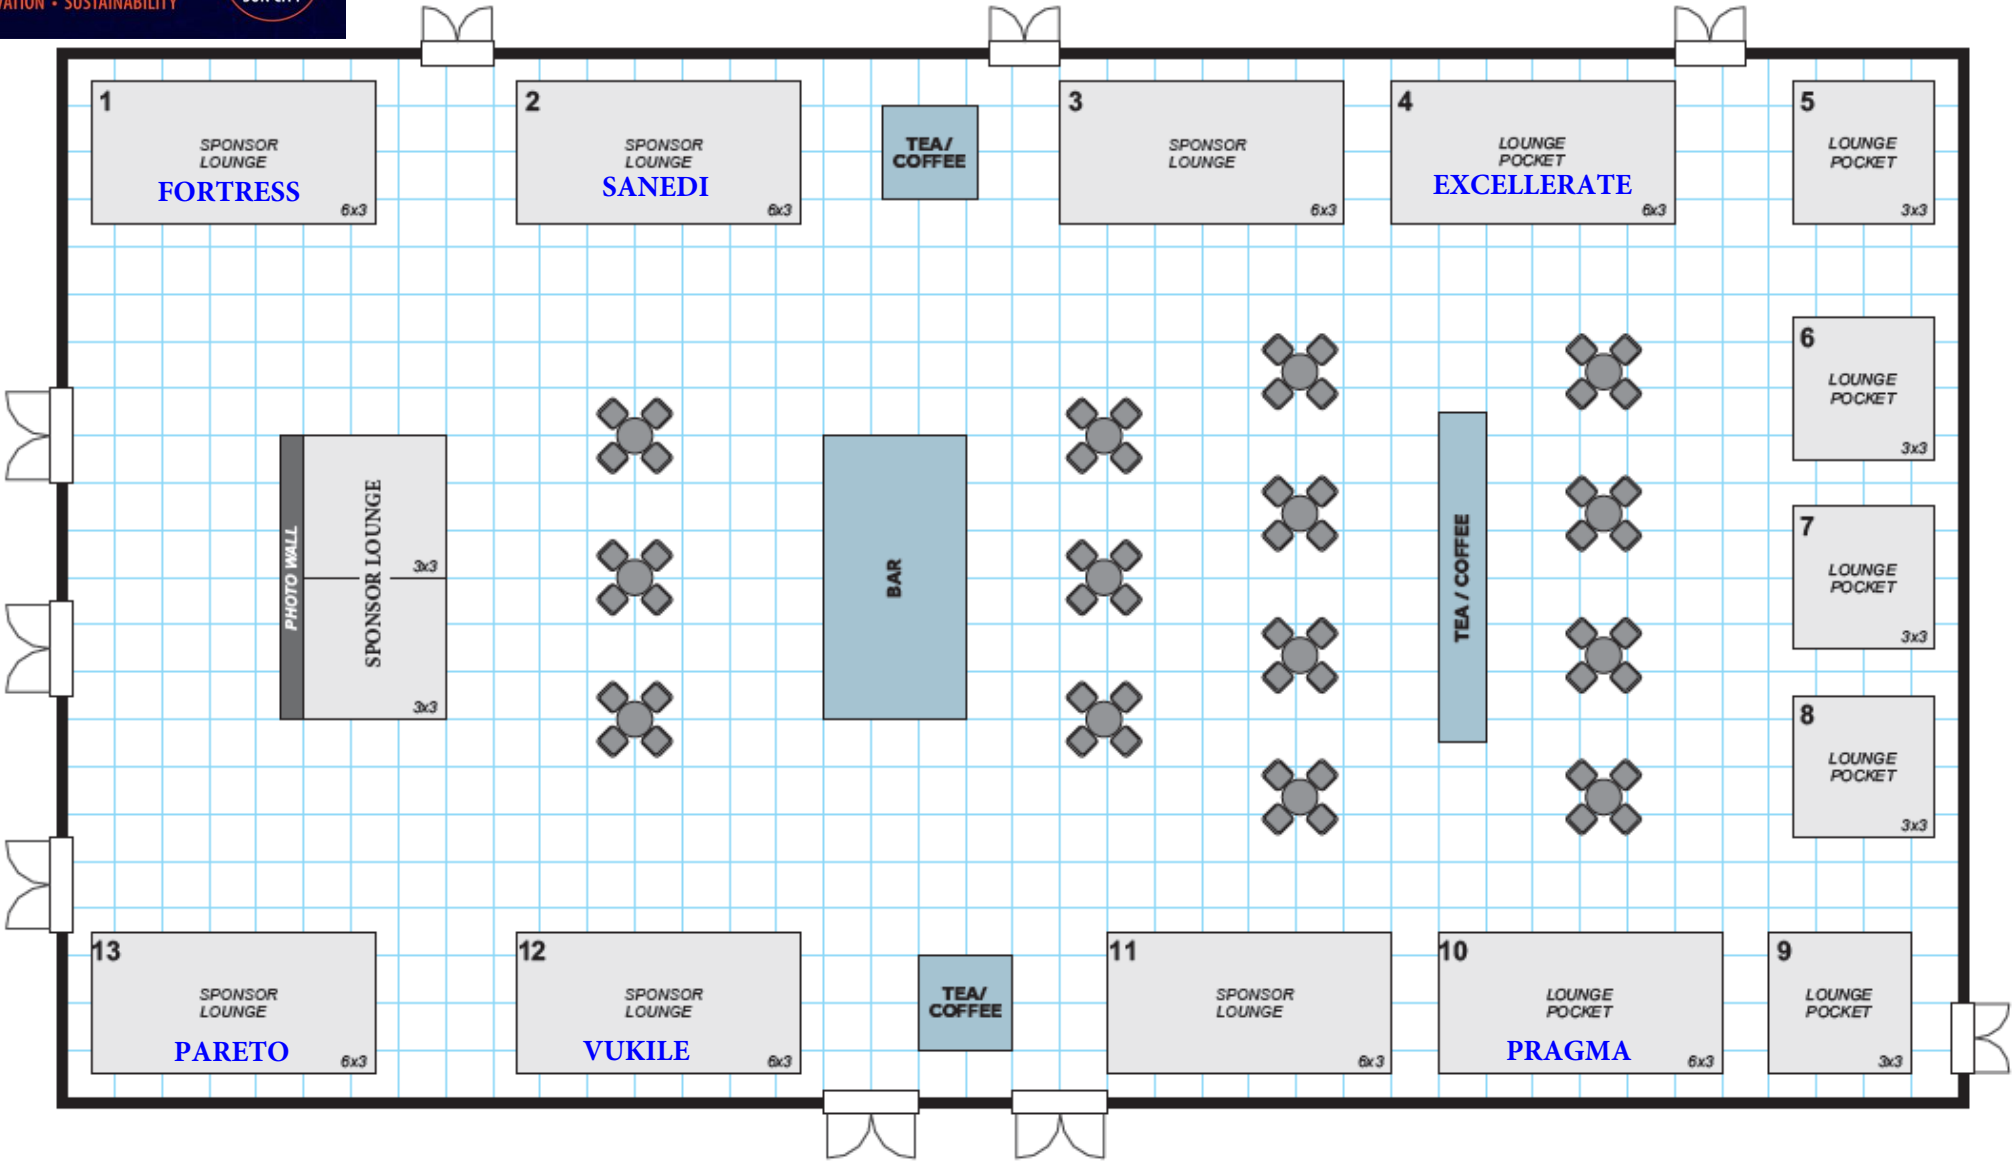 SUSTAINABILITY
1
SPONSOR
LOUNGE
FORTRESS
6x3
2
SPONSOR
LOUNGE
SANEDI
6x3
TEA/
COFFEE
3
SPONSOR
LOUNGE
6x3
4
LOUNGE
POCKET
EXCELLERATE
6x3
5
LOUNGE
POCKET
3x3
6
LOUNGE
POCKET
3x3
PHOTO WALL
SPONSOR LOUNGE
3x3
3x3
BAR
TEA / COFFEE
7
LOUNGE
POCKET
3x3
8
LOUNGE
POCKET
3x3
13
SPONSOR
LOUNGE
PARETO
6x3
12
SPONSOR
LOUNGE
VUKILE
6x3
TEA/
COFFEE
11
SPONSOR
LOUNGE
6x3
10
LOUNGE
POCKET
PRAGMA
6x3
9
LOUNGE
POCKET
3x3